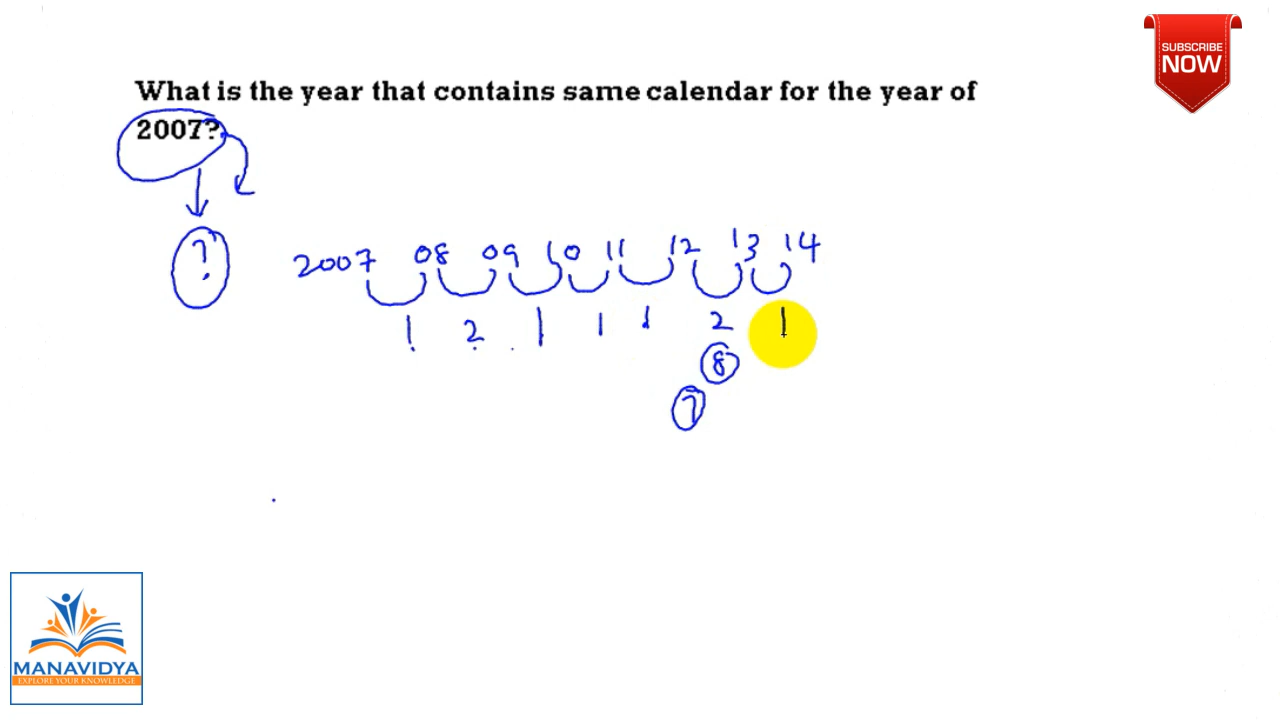 SUBSCRIBE
NOW
What is the year that contains same calendar for the year of
2007?
?
2007 08 09 10 11 12 13 14
1 2 1 1 1 2 1
8
7
MANAVIDYA
EXPLORE YOUR KNOWLEDGE